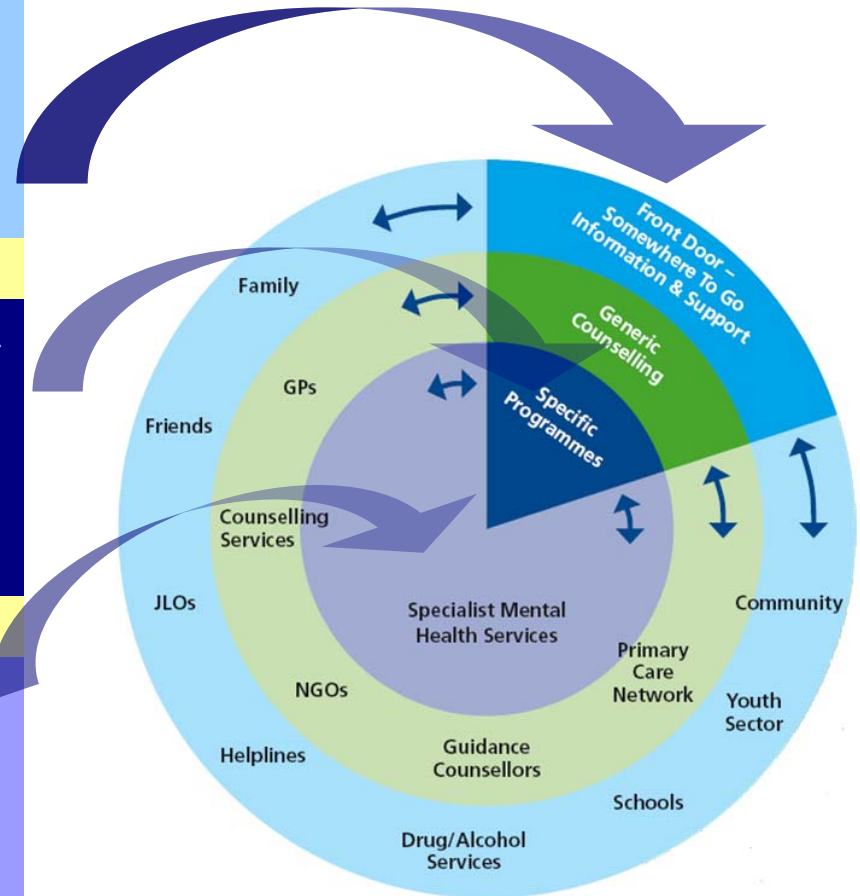 Front Door –
Somewhere To Go
Information & Support
Generic
Counselling
Specific
Programmes
Family
GPs
Friends
Counselling
Services
JLOs
Specialist Mental
Health Services
Community
Primary
Care
Network
NGOs
Youth
Sector
Helplines
Guidance
Counsellors
Schools
Drug/Alcohol
Services